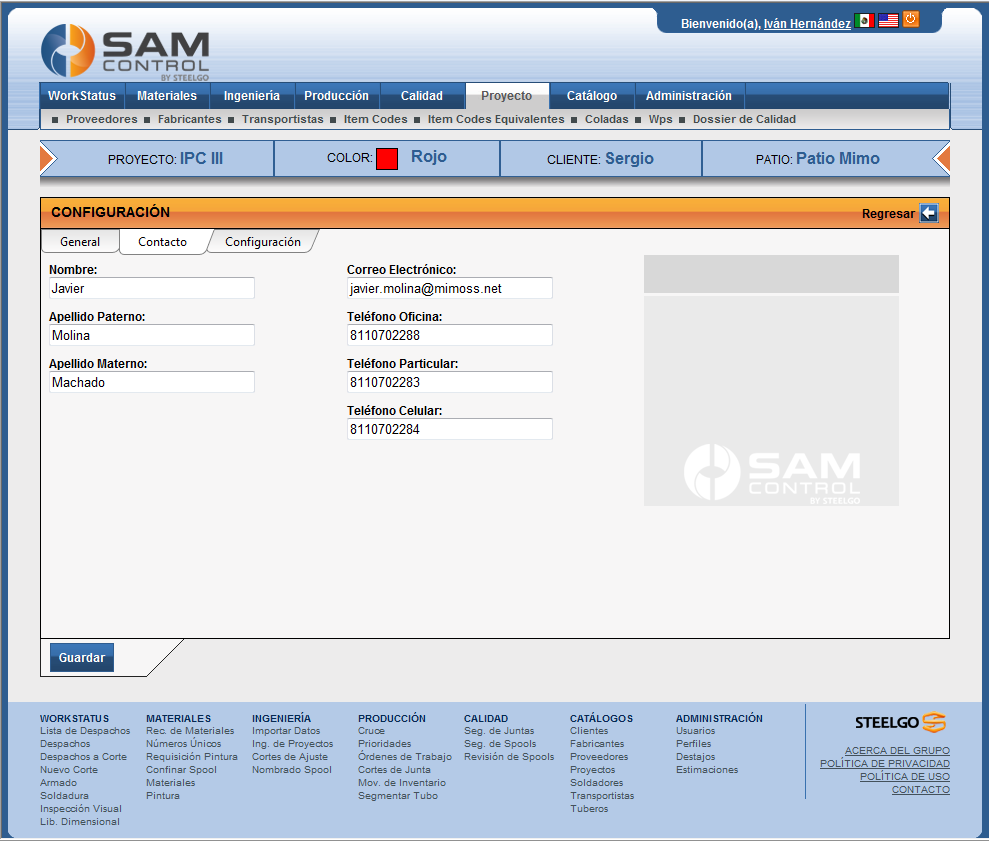 Bienvenido(a), Iván Hernández
SAM
CONTROL
BY STEELGO
WorkStatus Materiales Ingeniería Producción Calidad Proyecto Catálogo Administración
Proveedores Fabricantes Transportistas Item Codes Item Codes Equivalentes Coladas Wps Dossier de Calidad
PROYECTO: IPC III COLOR: Rojo CLIENTE: Sergio PATIO: Patio Mimo
CONFIGURACIÓN Regresar
General Contacto Configuración
Nombre: Correo Electrónico:
Javier javier.molina@mimoss.net
Apellido Paterno: Teléfono Oficina:
Molina 8110702288
Apellido Materno: Teléfono Particular:
Machado 8110702283
Teléfono Celular:
8110702284
SAM
CONTROL
BY STEELGO
Guardar
WORKSTATUS
Lista de Despachos
Despachos
Despachos a Corte
Nuevo Corte
Armado
Soldadura
Inspección Visual
Lib. Dimensional
MATERIALES
Rec. de Materiales
Números Únicos
Requisición Pintura
Confinar Spool
Materiales
Pintura
INGENIERÍA
Importar Datos
Ing. de Proyectos
Cortes de Ajuste
Nombrado Spool
PRODUCCIÓN
Cruce
Prioridades
Órdenes de Trabajo
Cortes de Junta
Mov. de Inventario
Segmentar Tubo
CALIDAD
Seg. de Juntas
Seg. de Spools
Revisión de Spools
CATÁLOGOS
Clientes
Fabricantes
Proveedores
Proyectos
Soldadores
Transportistas
Tuberos
ADMINISTRACIÓN
Usuarios
Perfiles
Destajos
Estimaciones
STEELGO
ACERCA DEL GRUPO
POLÍTICA DE PRIVACIDAD
POLÍTICA DE USO
CONTACTO